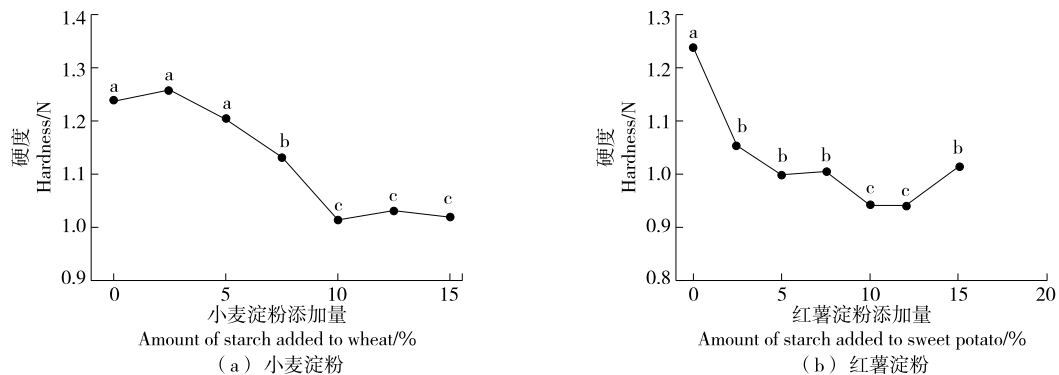 1.4
1.3
1.2
1.1
1.0
0.9
硬度
Hardness/N
a
a
a
b
c
c
c
0
5
10
15
小麦淀粉添加量
Amount of starch added to wheat/%
(a) 小麦淀粉
1.3
1.2
1.1
1.0
0.9
0.8
硬度
Hardness/N
a
b
b
b
c
c
b
0
5
10
15
20
红薯淀粉添加量
Amount of starch added to sweet potato/%
(b) 红薯淀粉